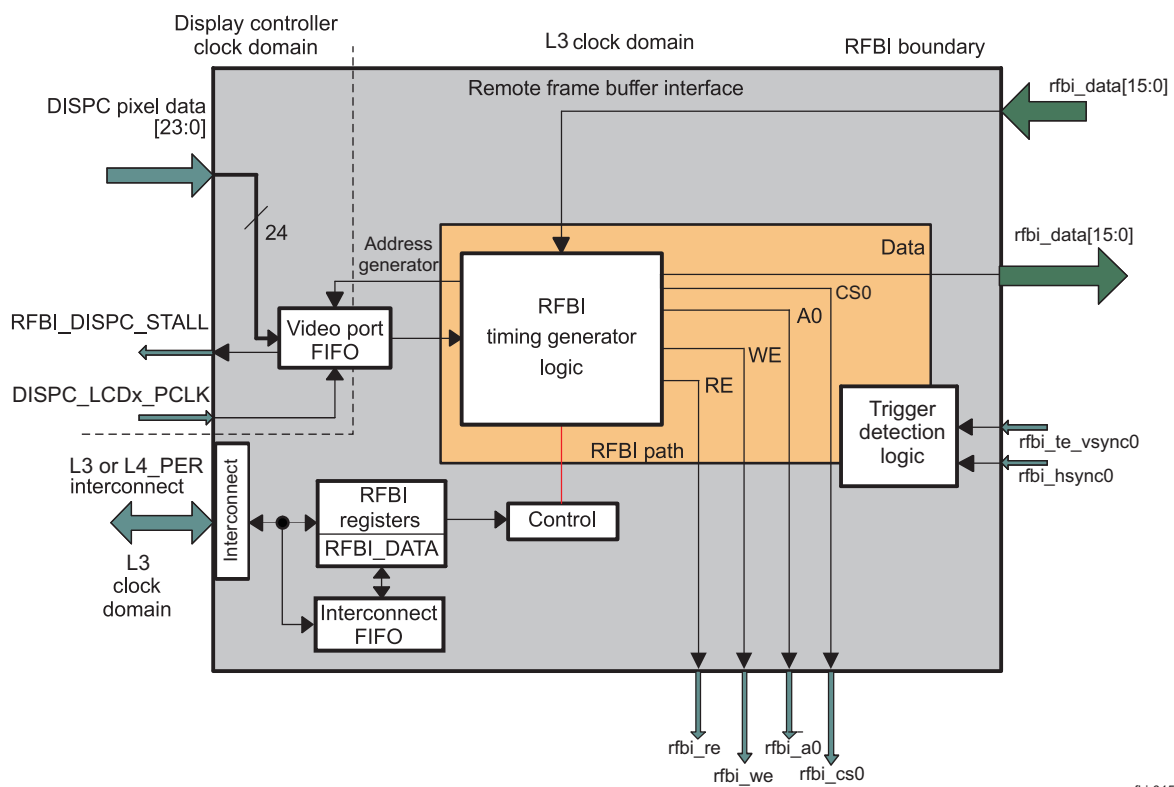 Display controller
clock domain
L3 clock domain
RFBI boundary
Remote frame buffer interface
rfbi_data[15:0]
DISPC pixel data
[23:0]
24
Address
generator
Data
rfbi_data[15:0]
RFBI_DISPC_STALL
Video port
FIFO
RFBI
timing generator
logic
CS0
A0
WE
RE
DISPC_LCDx_PCLK
Trigger
detection
logic
rfbi_te_vsync0
rfbi_hsync0
RFBI path
L3 or L4_PER
interconnect
Interconnect
RFBI
registers
RFBI_DATA
Control
L3
clock
domain
Interconnect
FIFO
rfbi_re
rfbi_we
rfbi_a0
rfbi_cs0